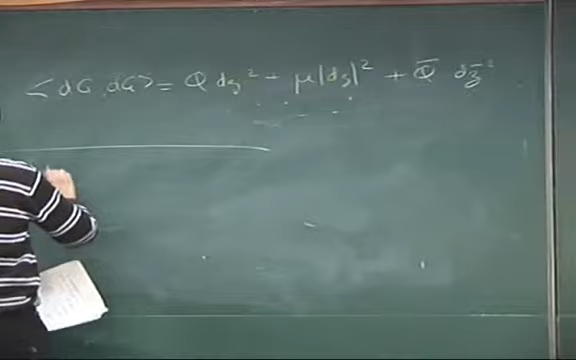 <dG, dG> = Q dz² + μ|dz|² + Q̄ dz̄²